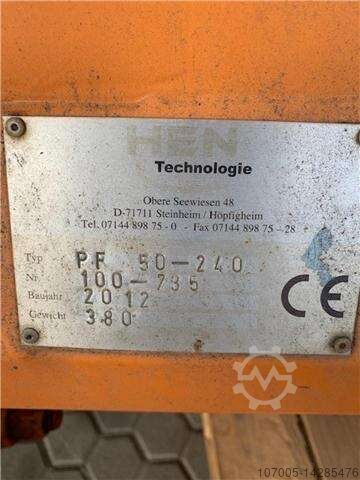 HEN
Technologie
Obere Seewiesen 48
D-71711 Steinheim / Höpfigheim
Tel. 07144 898 75 - 0 - Fax 07144 898 75 - 28
Typ PF 50-240
Nr 100-735
Baujahr 2012
Gewicht 380
CE
107005-14285476